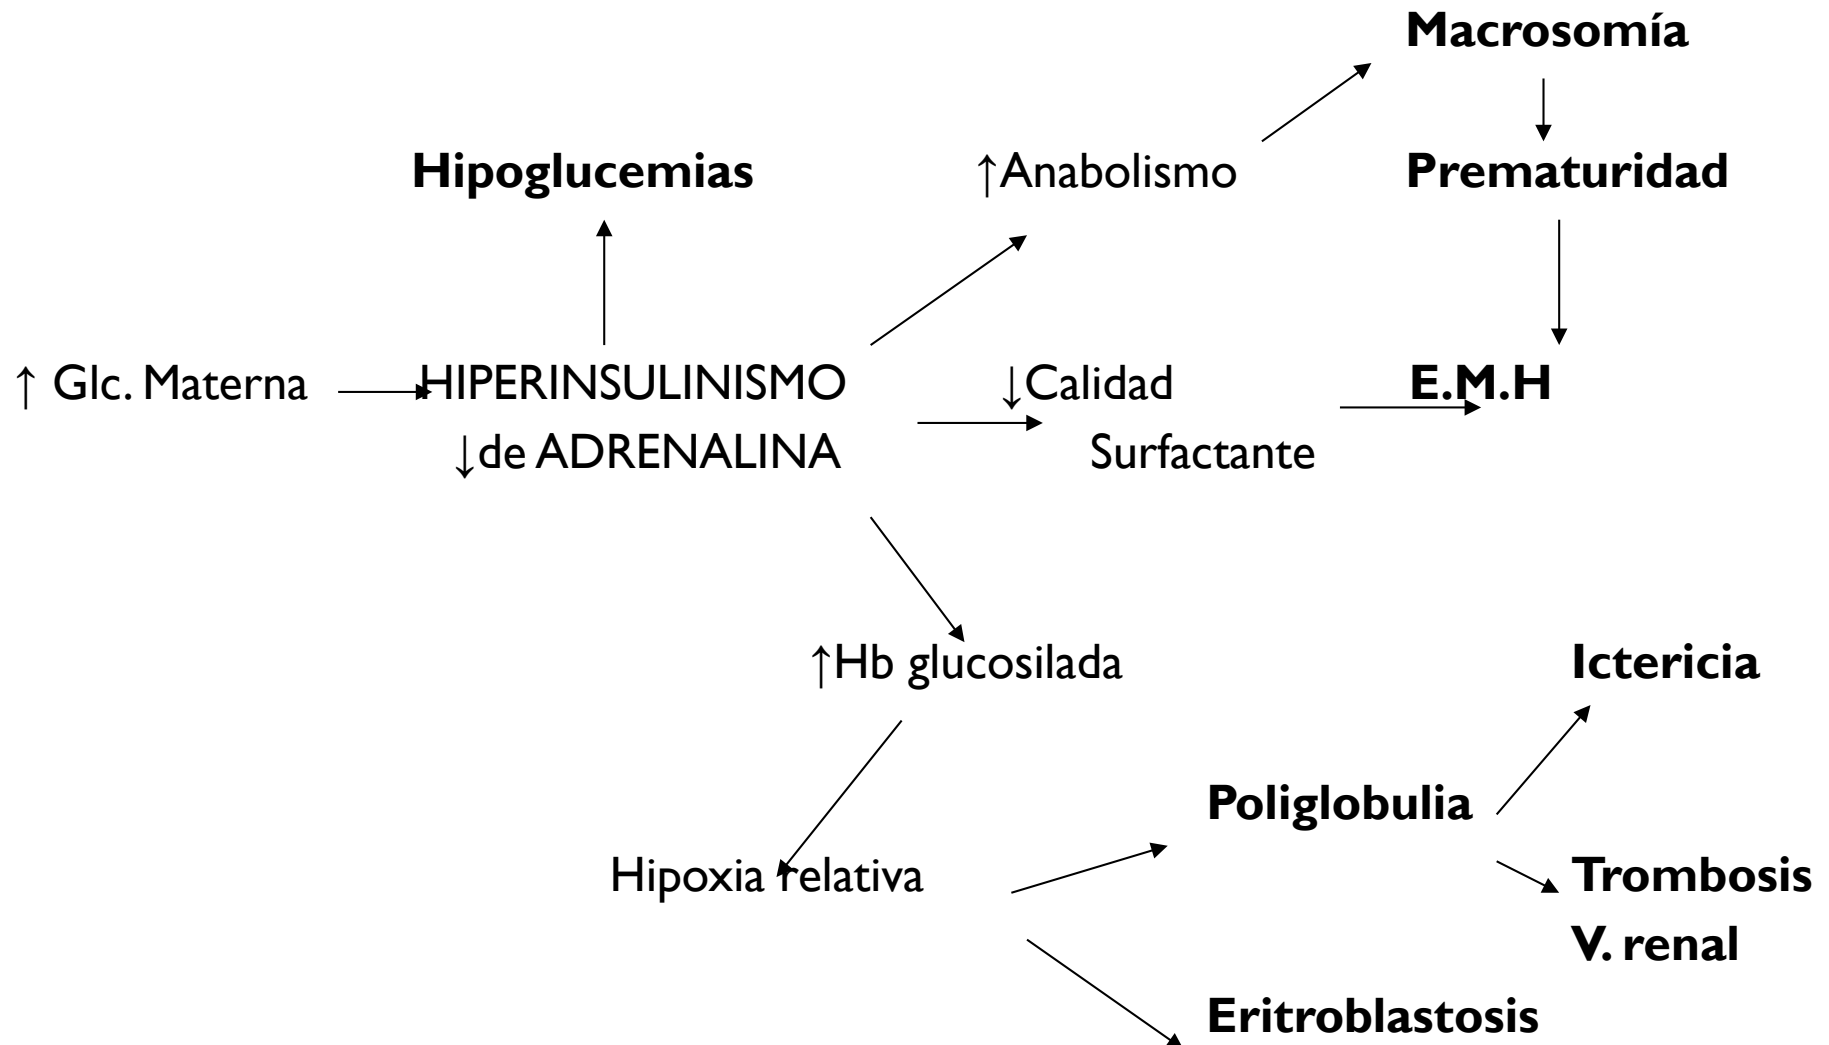 Macrosomía
Hipoglucemias
↑Anabolismo
Prematuridad
↑ Glc. Materna
HIPERINSULINISMO
↓Calidad
E.M.H
↓de ADRENALINA
Surfactante
↑Hb glucosilada
Ictericia
Poliglobulia
Hipoxia relativa
Trombosis
V. renal
Eritroblastosis